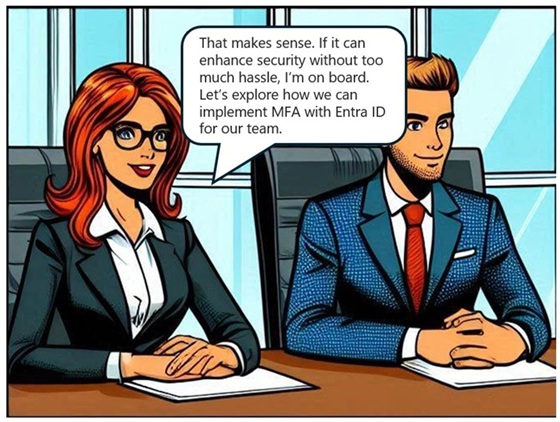 That makes sense. If it can
enhance security without too
much hassle, I'm on board.
Let's explore how we can
implement MFA with Entra ID
for our team.